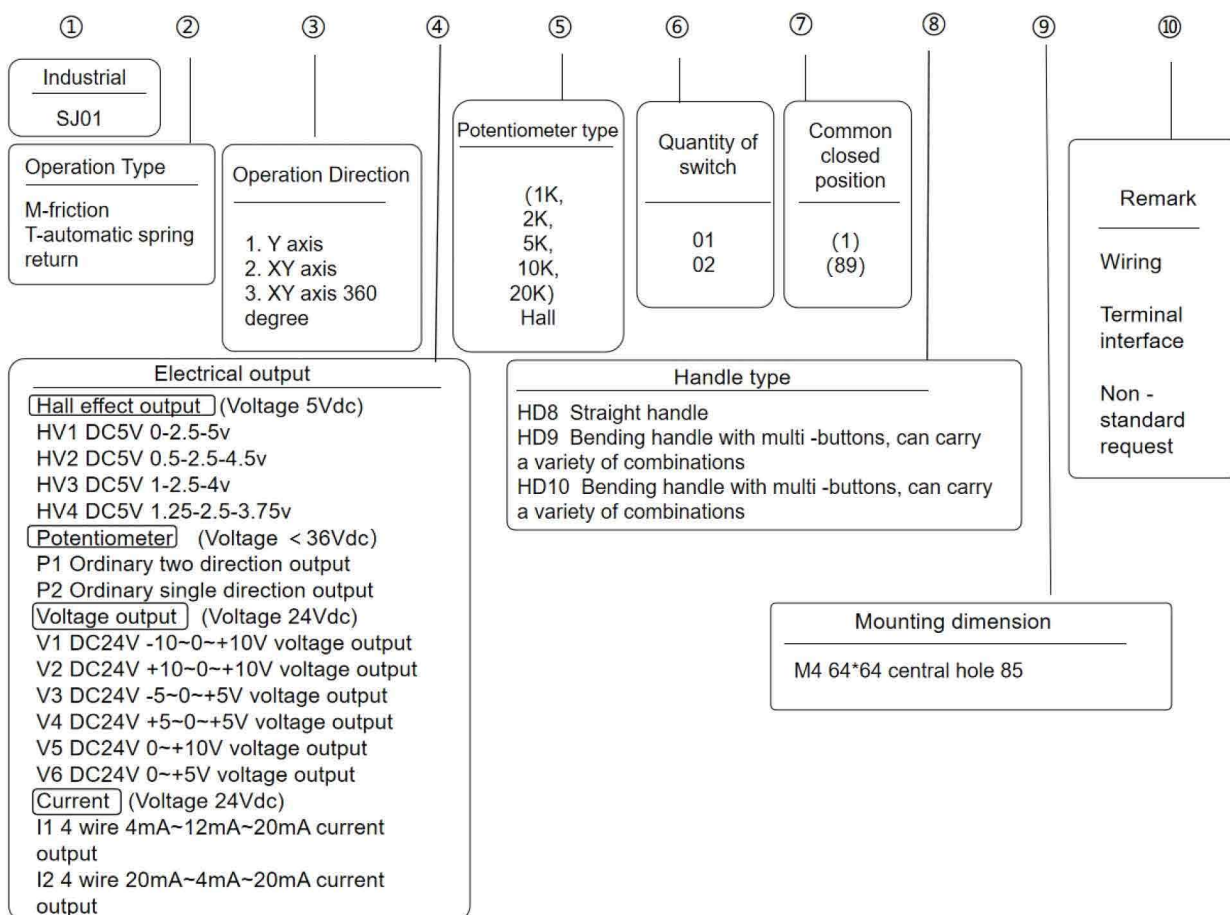 ① ② ③ ④ ⑤ ⑥ ⑦ ⑧ ⑨ ⑩
Industrial
SJ01
Operation Type
M-friction
T-automatic spring
return
Operation Direction
1. Y axis
2. XY axis
3. XY axis 360
degree
Potentiometer type
(1K,
2K,
5K,
10K,
20K)
Hall
Quantity of
switch
01
02
Common
closed
position
(1)
(89)
Remark
Wiring
Terminal
interface
Non -
standard
request
Electrical output
Hall effect output (Voltage 5Vdc)
HV1 DC5V 0-2.5-5v
HV2 DC5V 0.5-2.5-4.5v
HV3 DC5V 1-2.5-4v
HV4 DC5V 1.25-2.5-3.75v
Potentiometer (Voltage < 36Vdc)
P1 Ordinary two direction output
P2 Ordinary single direction output
Voltage output (Voltage 24Vdc)
V1 DC24V -10~0~+10V voltage output
V2 DC24V +10~0~+10V voltage output
V3 DC24V -5~0~+5V voltage output
V4 DC24V +5~0~+5V voltage output
V5 DC24V 0~+10V voltage output
V6 DC24V 0~+5V voltage output
Current (Voltage 24Vdc)
I1 4 wire 4mA~12mA~20mA current
output
I2 4 wire 20mA~4mA~20mA current
output
Handle type
HD8 Straight handle
HD9 Bending handle with multi -buttons, can carry
a variety of combinations
HD10 Bending handle with multi -buttons, can carry
a variety of combinations
Mounting dimension
M4 64*64 central hole 85